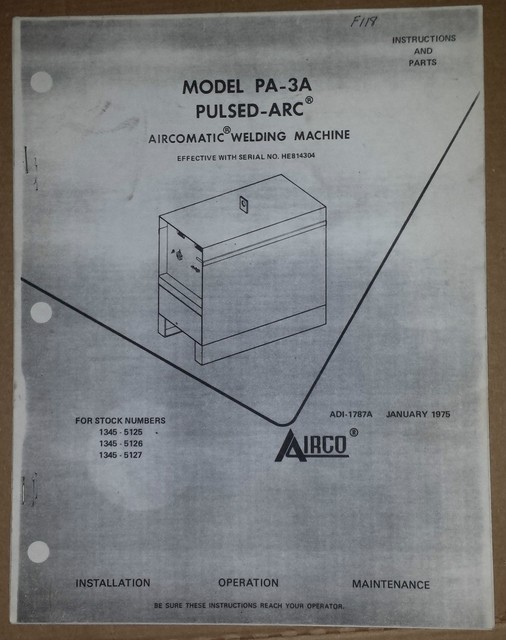 F118
INSTRUCTIONS
AND
PARTS
MODEL PA-3A
PULSED-ARC®
AIRCOMATIC® WELDING MACHINE
EFFECTIVE WITH SERIAL NO. HE814304
ADI-1787A JANUARY 1975
FOR STOCK NUMBERS
1345 - 5125
1345 - 5126
1345 - 5127
AIRCO®
INSTALLATION OPERATION MAINTENANCE
BE SURE THESE INSTRUCTIONS REACH YOUR OPERATOR.